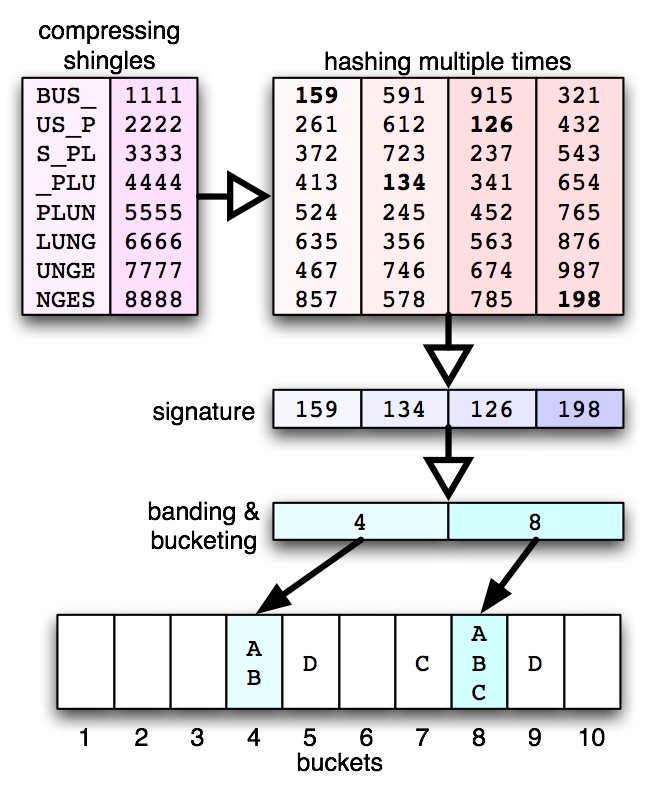 compressing
shingles
hashing multiple times
BUS_ 1111 159 591 915 321
US_P 2222 261 612 126 432
S_PL 3333 372 723 237 543
_PLU 4444 413 134 341 654
PLUN 5555 524 245 452 765
LUNG 6666 635 356 563 876
UNGE 7777 467 746 674 987
NGES 8888 857 578 785 198
signature 159 134 126 198
banding &
bucketing
4 8
A
B
D
C
A
B
C
D
1 2 3 4 5 6 7 8 9 10
buckets